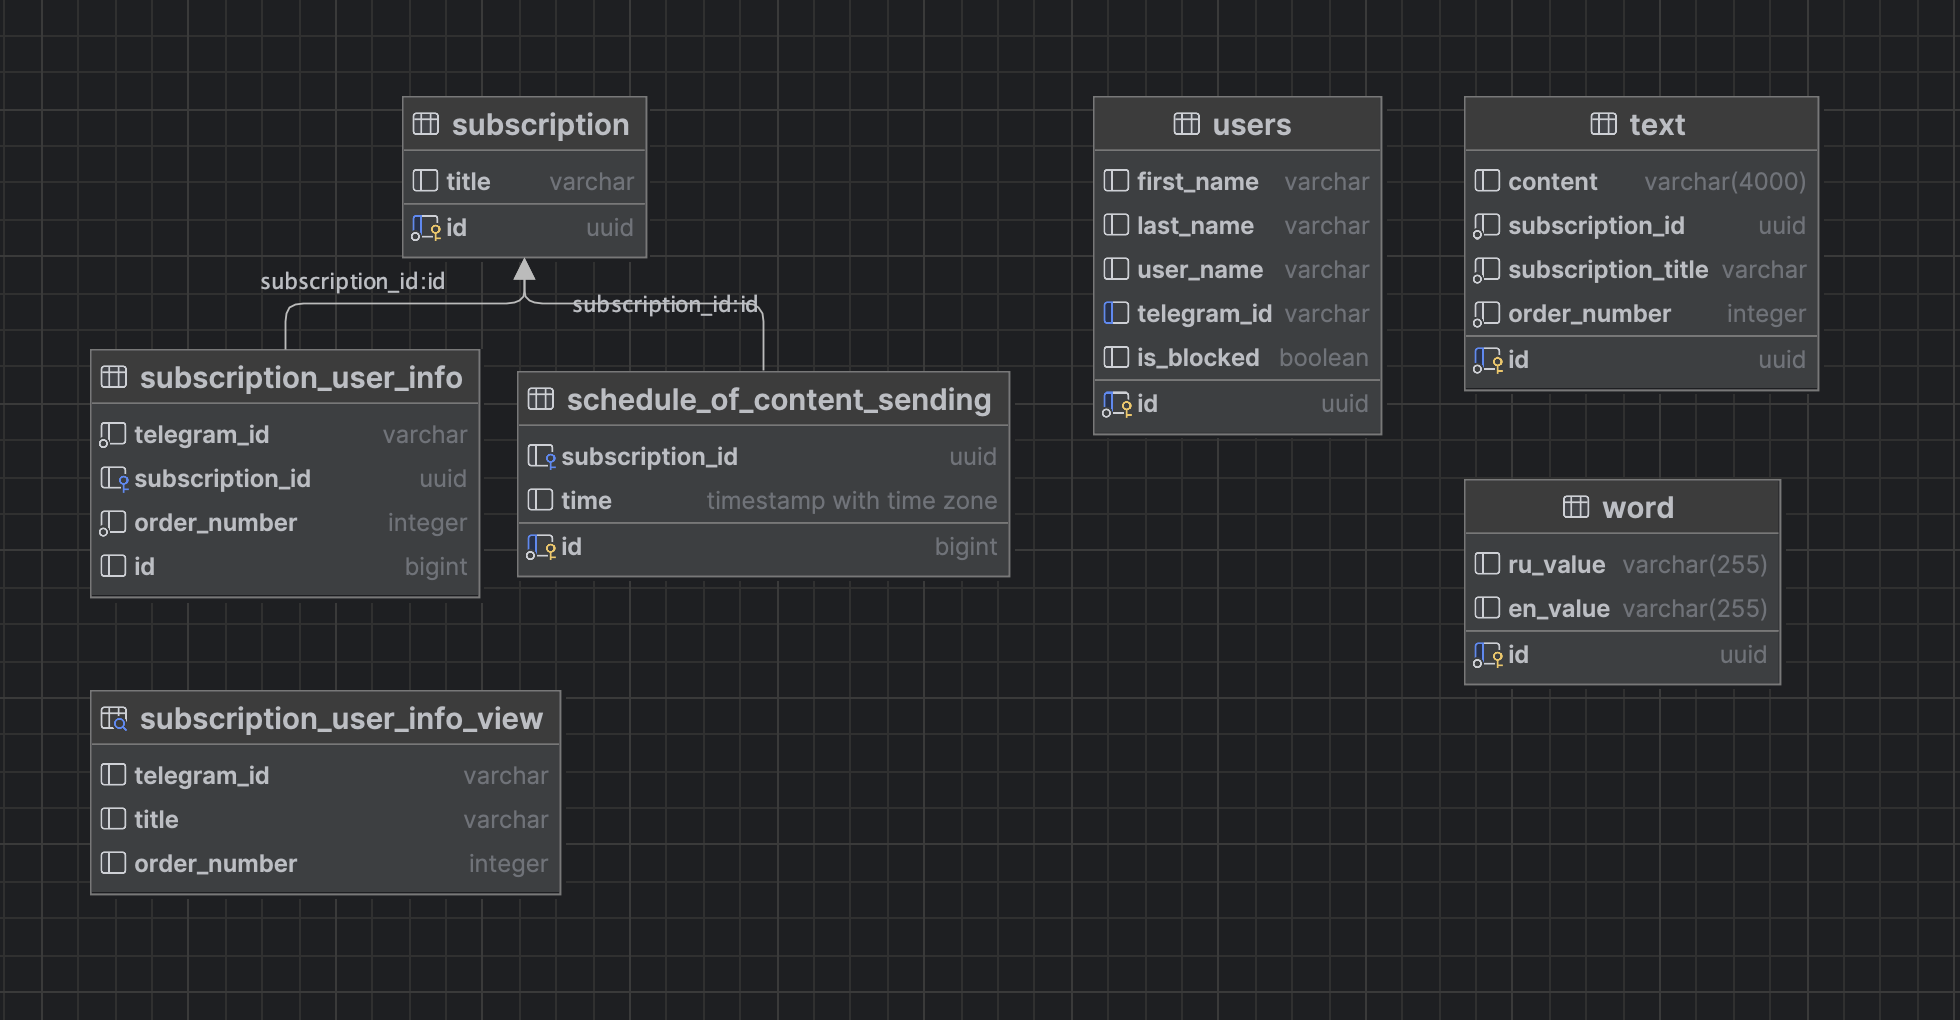 subscription
title varchar
id uuid
subscription_id:id
subscription_id:id
subscription_user_info
telegram_id varchar
subscription_id uuid
order_number integer
id bigint
schedule_of_content_sending
subscription_id uuid
time timestamp with time zone
id bigint
subscription_user_info_view
telegram_id varchar
title varchar
order_number integer
users
first_name varchar
last_name varchar
user_name varchar
telegram_id varchar
is_blocked boolean
id uuid
text
content varchar(4000)
subscription_id uuid
subscription_title varchar
order_number integer
id uuid
word
ru_value varchar(255)
en_value varchar(255)
id uuid